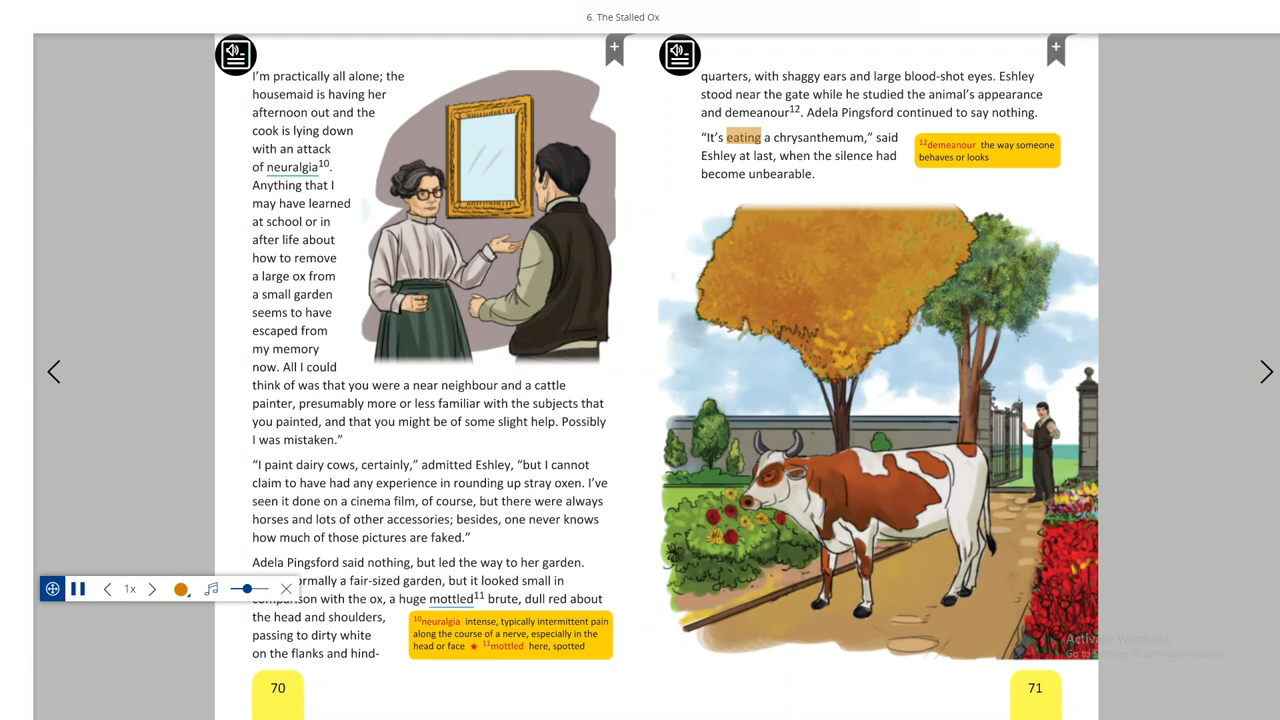 6. The Stalled Ox
I'm practically all alone; the
housemaid is having her
afternoon out and the
cook is lying down
with an attack
of neuralgia10.
Anything that I
may have learned
at school or in
after life about
how to remove
a large ox from
a small garden
seems to have
escaped from
my memory
now. All I could
think of was that you were a near neighbour and a cattle
painter, presumably more or less familiar with the subjects that
you painted, and that you might be of some slight help. Possibly
I was mistaken.”
“I paint dairy cows, certainly,” admitted Eshley, “but I cannot
claim to have had any experience in rounding up stray oxen. I've
seen it done on a cinema film, of course, but there were always
horses and lots of other accessories; besides, one never knows
how much of those pictures are faked.”
Adela Pingsford said nothing, but led the way to her garden.
a fair-sized garden, but it looked small in
with the ox, a huge mottled11 brute, dull red about
the head and shoulders,
passing to dirty white
on the flanks and hind-
10neuralgia intense, typically intermittent pain
along the course of a nerve, especially in the
head or face ★ 11mottled here, spotted
1x
70
quarters, with shaggy ears and large blood-shot eyes. Eshley
stood near the gate while he studied the animal's appearance
and demeanour12. Adela Pingsford continued to say nothing.
“It's eating a chrysanthemum,” said
Eshley at last, when the silence had
become unbearable.
12demeanour the way someone
behaves or looks
Activate Windows
Go to Settings to activate Windows.
71